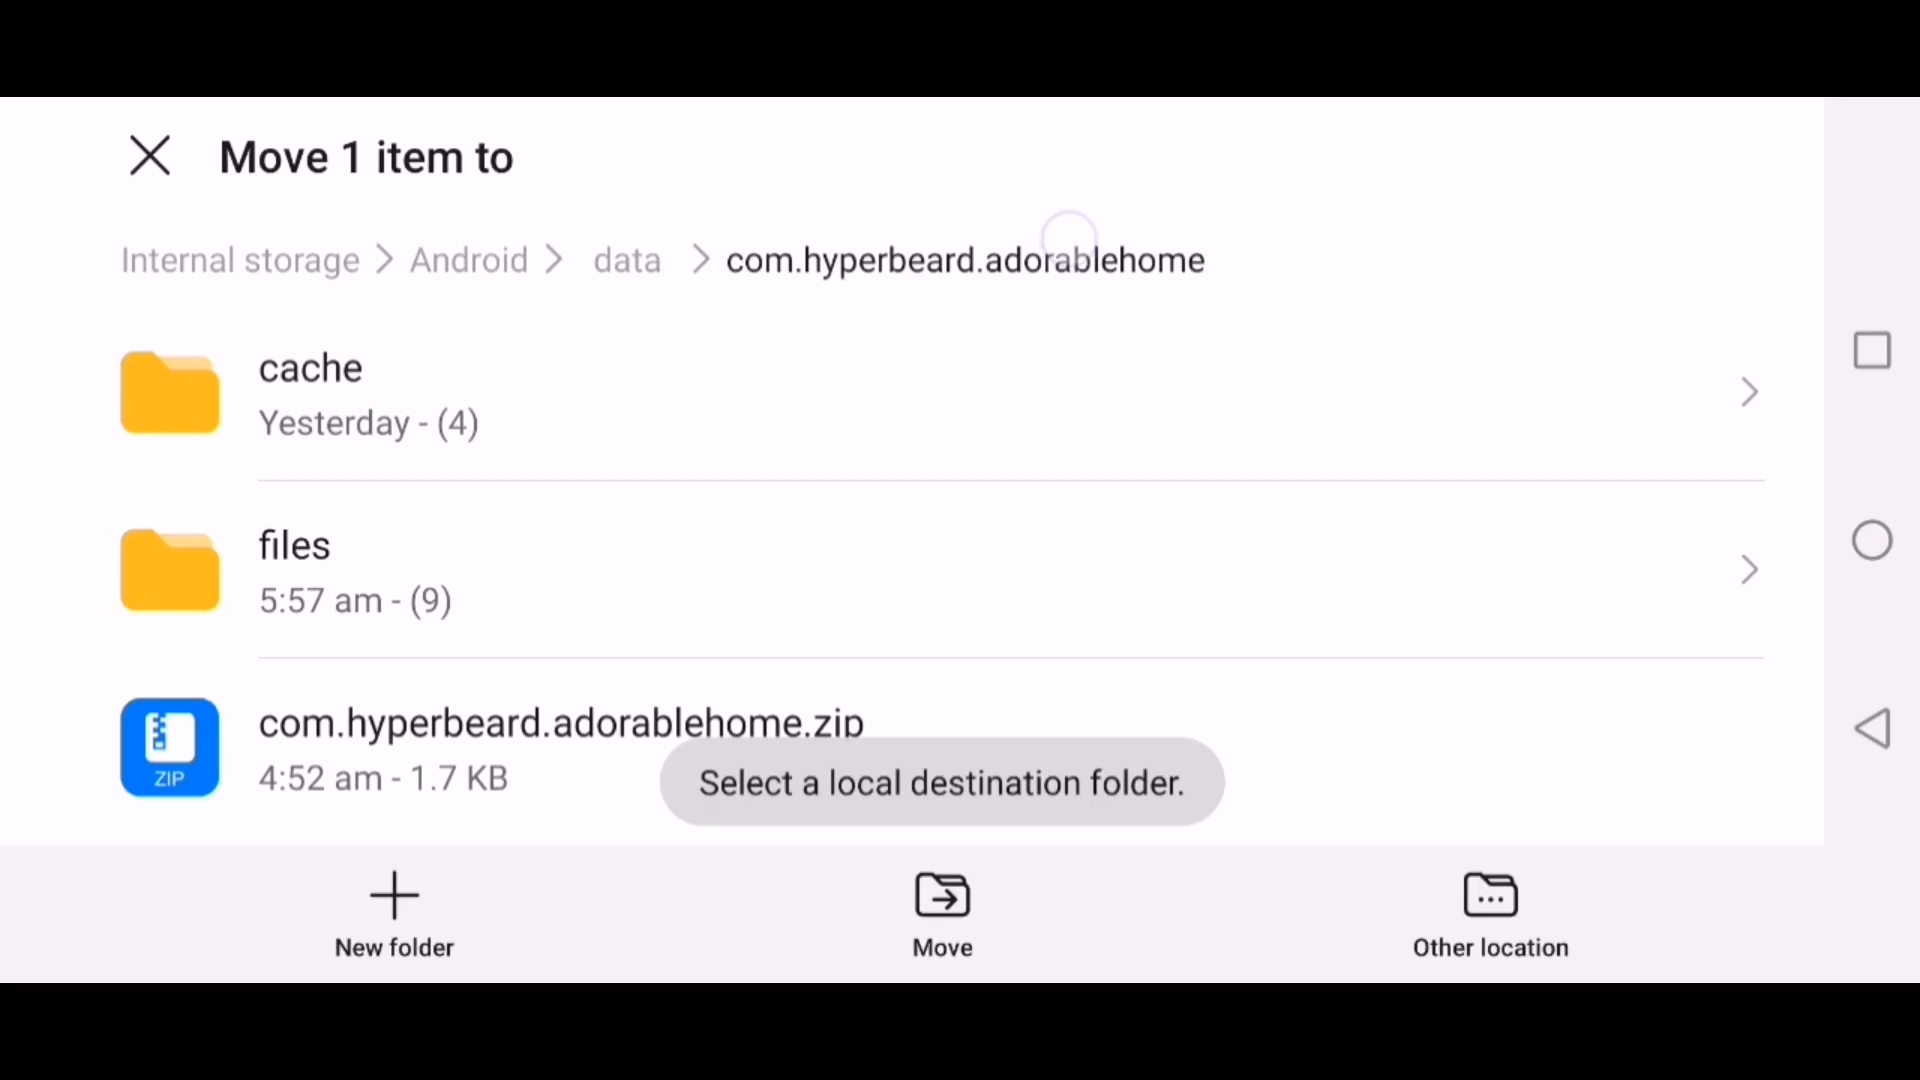 Move 1 item to
Internal storage > Android > data > com.hyperbeard.adorablehome
cache
Yesterday - (4)
files
5:57 am - (9)
com.hyperbeard.adorablehome.zip
ZIP
4:52 am - 1.7 KB
Select a local destination folder.
New folder
Move
Other location